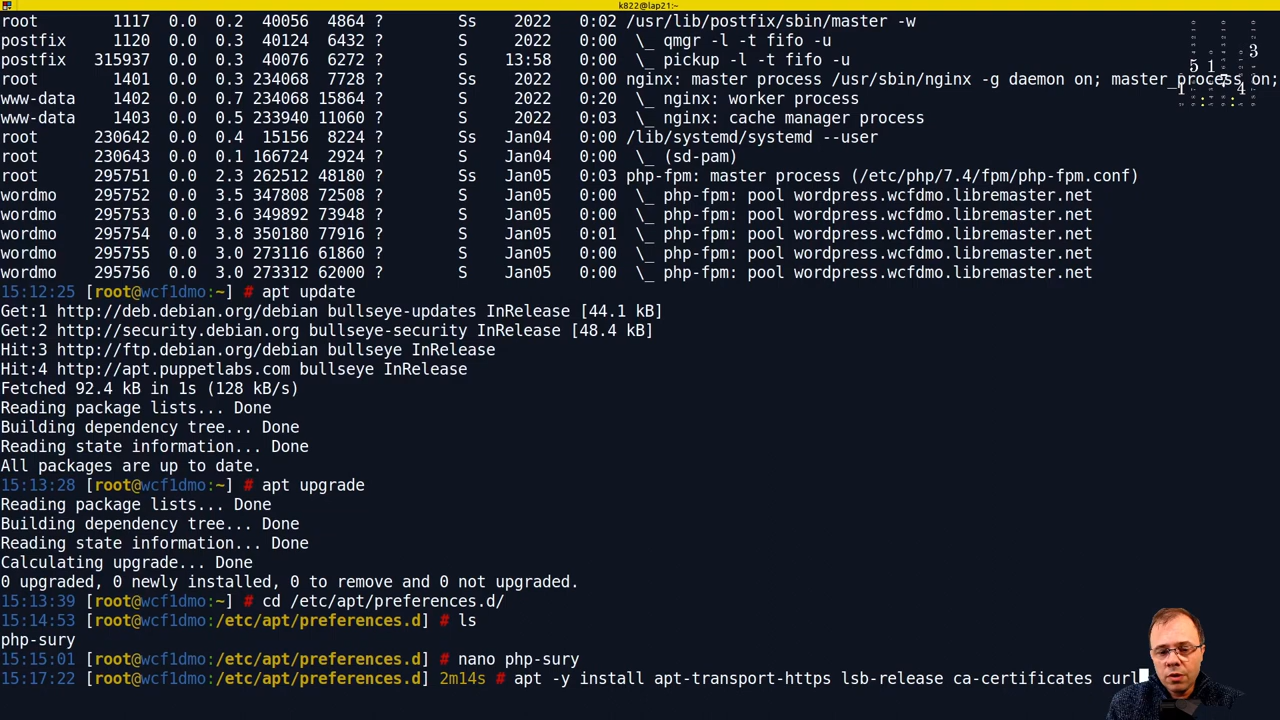 k822@lap21:~
root 1117 0.0 0.2 40056 4864 ? Ss 2022 0:02 /usr/lib/postfix/sbin/master -w
postfix 1120 0.0 0.3 40124 6432 ? S 2022 0:00 \_ qmgr -l -t fifo -u
postfix 315937 0.0 0.3 40076 6272 ? S 13:58 0:00 \_ pickup -l -t fifo -u
root 1401 0.0 0.3 234068 7728 ? Ss 2022 0:00 nginx: master process /usr/sbin/nginx -g daemon on; master_process on;
www-data 1402 0.0 0.7 234068 15864 ? S 2022 0:20 \_ nginx: worker process
www-data 1403 0.0 0.5 233940 11060 ? S 2022 0:03 \_ nginx: cache manager process
root 230642 0.0 0.4 15156 8224 ? Ss Jan04 0:00 /lib/systemd/systemd --user
root 230643 0.0 0.1 166724 2924 ? S Jan04 0:00 \_ (sd-pam)
root 295751 0.0 2.3 262512 48180 ? Ss Jan05 0:03 php-fpm: master process (/etc/php/7.4/fpm/php-fpm.conf)
wordmo 295752 0.0 3.5 347808 72508 ? S Jan05 0:00 \_ php-fpm: pool wordpress.wcfdmo.libremaster.net
wordmo 295753 0.0 3.6 349892 73948 ? S Jan05 0:00 \_ php-fpm: pool wordpress.wcfdmo.libremaster.net
wordmo 295754 0.0 3.8 350180 77916 ? S Jan05 0:01 \_ php-fpm: pool wordpress.wcfdmo.libremaster.net
wordmo 295755 0.0 3.0 273116 61860 ? S Jan05 0:00 \_ php-fpm: pool wordpress.wcfdmo.libremaster.net
wordmo 295756 0.0 3.0 273312 62000 ? S Jan05 0:00 \_ php-fpm: pool wordpress.wcfdmo.libremaster.net
15:12:25 [root@wcf1dmo:~] # apt update
Get:1 http://deb.debian.org/debian bullseye-updates InRelease [44.1 kB]
Get:2 http://security.debian.org bullseye-security InRelease [48.4 kB]
Hit:3 http://ftp.debian.org/debian bullseye InRelease
Hit:4 http://apt.puppetlabs.com bullseye InRelease
Fetched 92.4 kB in 1s (128 kB/s)
Reading package lists... Done
Building dependency tree... Done
Reading state information... Done
All packages are up to date.
15:13:28 [root@wcf1dmo:~] # apt upgrade
Reading package lists... Done
Building dependency tree... Done
Reading state information... Done
Calculating upgrade... Done
0 upgraded, 0 newly installed, 0 to remove and 0 not upgraded.
15:13:39 [root@wcf1dmo:~] # cd /etc/apt/preferences.d/
15:14:53 [root@wcf1dmo:/etc/apt/preferences.d] # ls
php-sury
15:15:01 [root@wcf1dmo:/etc/apt/preferences.d] # nano php-sury
15:17:22 [root@wcf1dmo:/etc/apt/preferences.d] 2m14s # apt -y install apt-transport-https lsb-release ca-certificates curl